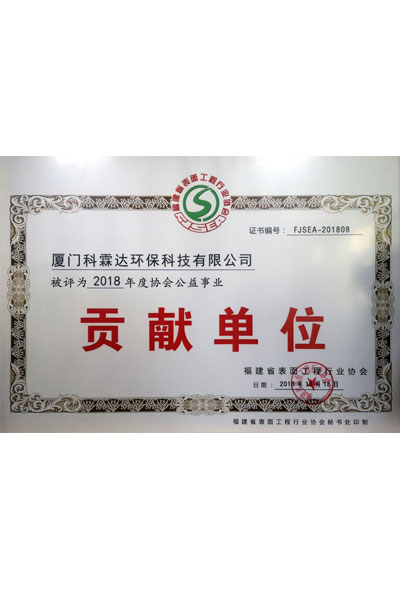 福建省表面工程行业协会
FJSEA
证书编号: FJSEA-201808
厦门科霖达环保科技有限公司
被评为 2018 年度协会公益事业
贡献单位
福建省表面工程行业协会
日期:
福建省表面工程行业协会秘书处印制